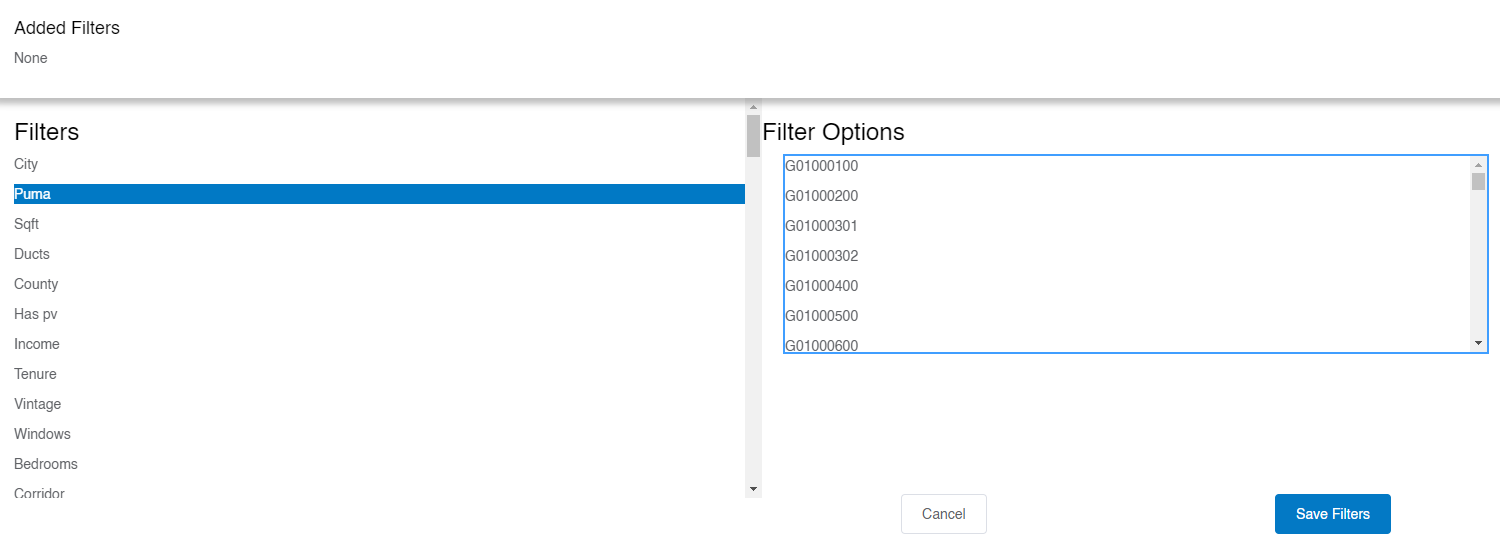 Added Filters
None
Filters
City
Puma
Sqft
Ducts
County
Has pv
Income
Tenure
Vintage
Windows
Bedrooms
Corridor
Filter Options
G01000100
G01000200
G01000301
G01000302
G01000400
G01000500
G01000600
Cancel
Save Filters